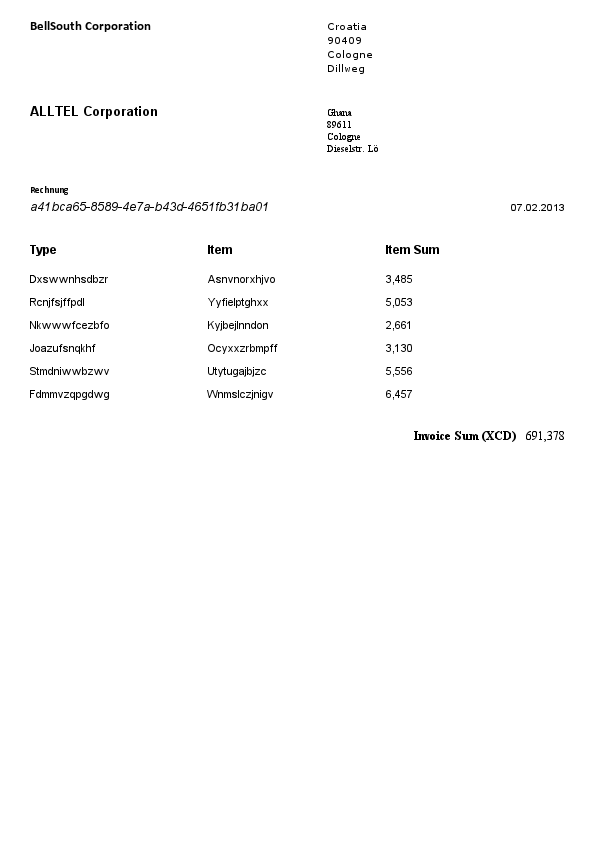 BellSouth Corporation
Croatia
90409
Cologne
Dillweg
ALLTEL Corporation
Ghana
89611
Cologne
Dieselstr. Lö
Rechnung
a41bca65-8589-4e7a-b43d-4651fb31ba01 07.02.2013
Type Item Item Sum
Dxswwnhsdbzr Asnvnorxhjvo 3,485
Rcnjfsjffpdl Yyfielptghxx 5,053
Nkwwwfcezbfo Kyjbejlnndon 2,661
Joazufsnqkhf Ocyxxzrbmpff 3,130
Stmdniwwbzwv Utytugajbjzc 5,556
Fdmmvzqpgdwg Wnmslczjnigv 6,457
Invoice Sum (XCD) 691,378